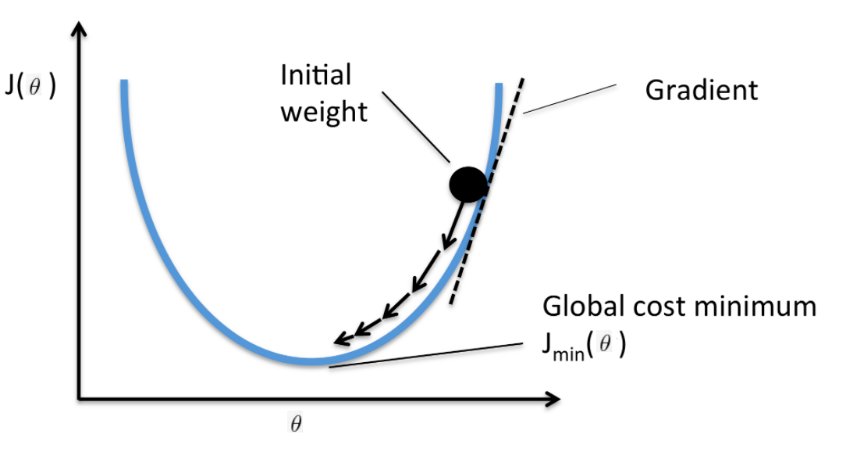 J(θ)
Initial
weight
Gradient
Global cost minimum
Jmin(θ)
θ